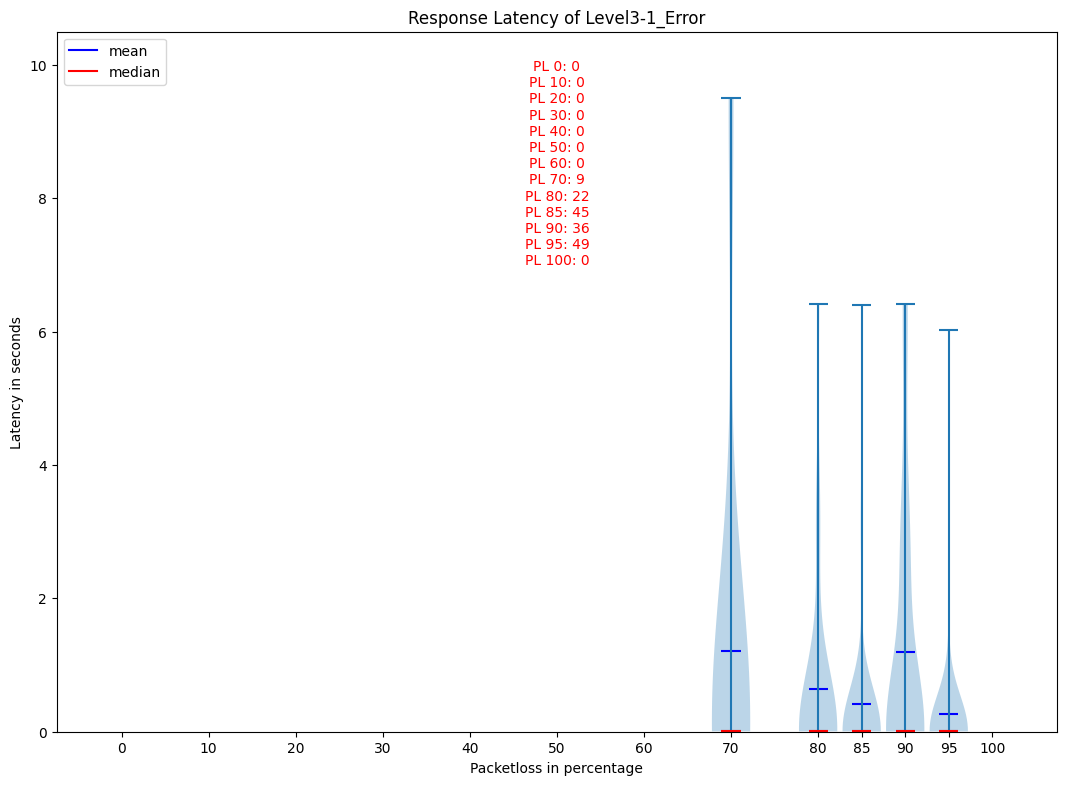 Response Latency of Level3-1_Error
mean
median
PL 0: 0
PL 10: 0
PL 20: 0
PL 30: 0
PL 40: 0
PL 50: 0
PL 60: 0
PL 70: 9
PL 80: 22
PL 85: 45
PL 90: 36
PL 95: 49
PL 100: 0
Latency in seconds
10
8
6
4
2
0
0 10 20 30 40 50 60 70 80 85 90 95 100
Packetloss in percentage